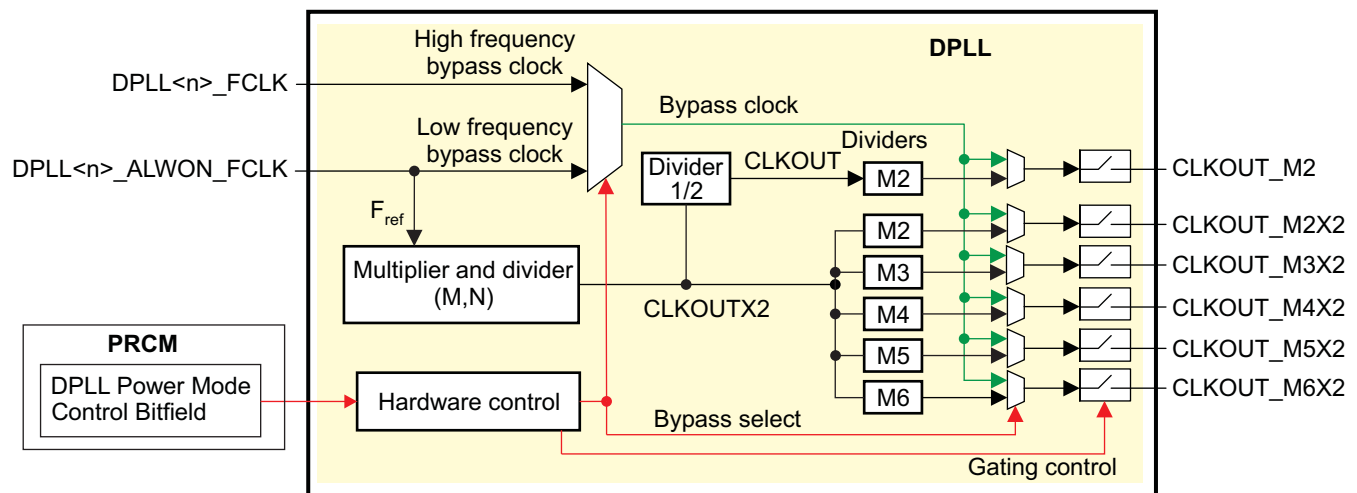 DPLL
High frequency
bypass clock
DPLL<n>_FCLK
Bypass clock
Low frequency
bypass clock
DPLL<n>_ALWON_FCLK
Dividers
CLKOUT
Divider
1/2
M2
CLKOUT_M2
Fref
M2
CLKOUT_M2X2
Multiplier and divider
(M,N)
M3
CLKOUT_M3X2
CLKOUTX2
M4
CLKOUT_M4X2
PRCM
M5
CLKOUT_M5X2
DPLL Power Mode
Control Bitfield
Hardware control
M6
CLKOUT_M6X2
Bypass select
Gating control